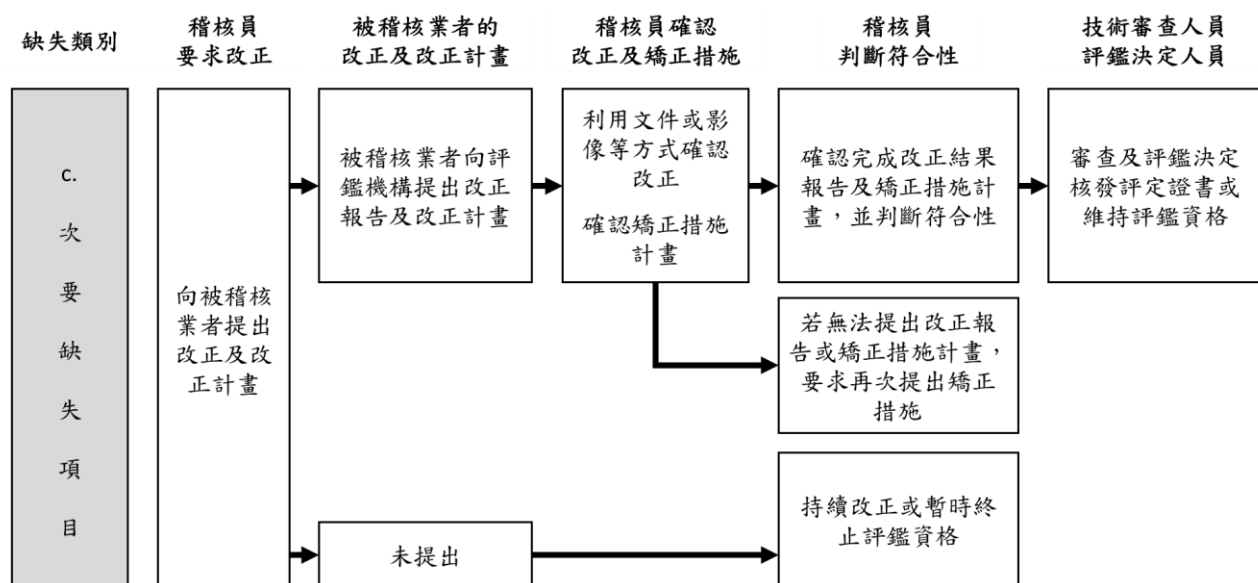 缺失類別
稽核員
要求改正
被稽核業者的
改正及改正計畫
稽核員確認
改正及矯正措施
稽核員
判斷符合性
技術審查人員
評鑑決定人員
c.
次
要
缺
失
項
目
向被稽核
業者提出
改正及改
正計畫
被稽核業者向評
鑑機構提出改正
報告及改正計畫
利用文件或影
像等方式確認
改正
確認矯正措施
計畫
確認完成改正結果
報告及矯正措施計
畫，並判斷符合性
審查及評鑑決定
核發評定證書或
維持評鑑資格
若無法提出改正報
告或矯正措施計畫，
要求再次提出矯正
措施
未提出
持續改正或暫時終
止評鑑資格